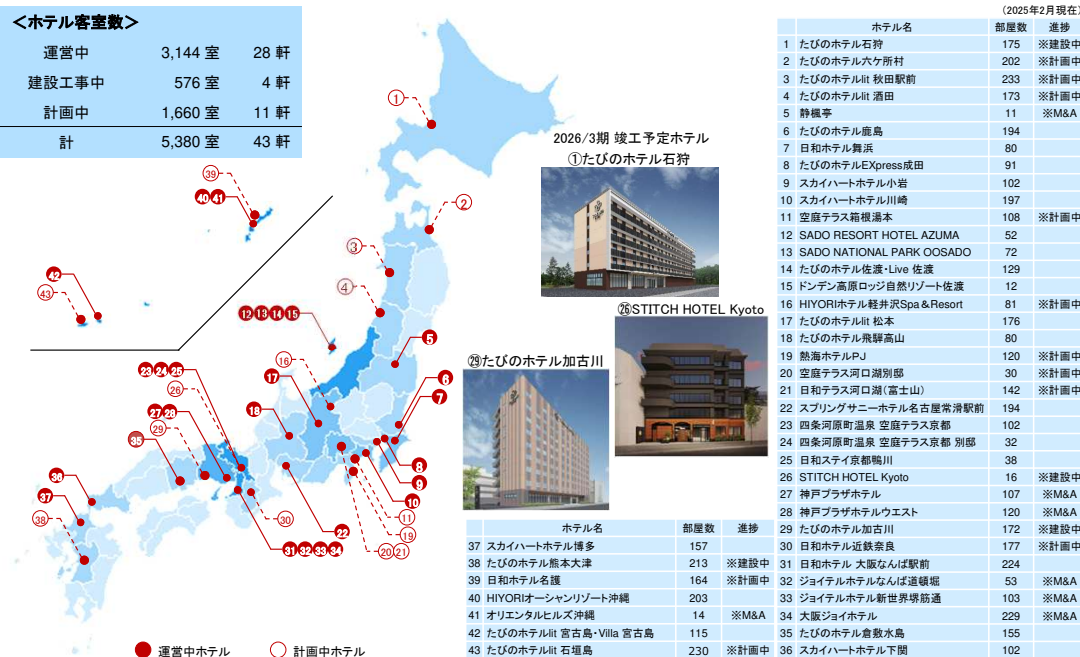 （2025年2月現在）
＜ホテル客室数＞
運営中 3,144 室 28 軒
建設工事中 576 室 4 軒
計画中 1,660 室 11 軒
計 5,380 室 43 軒
①
②
③
④
⑫⑬⑭⑮
⑤
⑯
⑰
⑱
⑥
⑦
⑧
⑨
⑩
⑪
⑲
⑳㉑
㉒
㉓㉔㉕
㉖
㉗㉘
㉙
㉚
㉛㉜㉝㉞
㉟
㊱
㊲
㊳
㊴
㊵㊶
㊷
㊸
運営中ホテル
計画中ホテル
2026/3期 竣工予定ホテル
①たびのホテル石狩
㉖STITCH HOTEL Kyoto
㉙たびのホテル加古川
ホテル名 部屋数 進捗
1 たびのホテル石狩 175 ※建設中
2 たびのホテル六ケ所村 202 ※計画中
3 たびのホテルlit 秋田駅前 233 ※計画中
4 たびのホテルlit 酒田 173 ※計画中
5 静楓亭 11 ※M&A
6 たびのホテル鹿島 194
7 日和ホテル舞浜 80
8 たびのホテルEXpress成田 91
9 スカイハートホテル小岩 102
10 スカイハートホテル川崎 197
11 空庭テラス箱根湯本 108 ※計画中
12 SADO RESORT HOTEL AZUMA 52
13 SADO NATIONAL PARK OOSADO 72
14 たびのホテル佐渡・Live 佐渡 129
15 ドンデン高原ロッジ自然リゾート佐渡 12
16 HIYORIホテル軽井沢Spa＆Resort 81 ※計画中
17 たびのホテルlit 松本 176
18 たびのホテル飛騨高山 80
19 熱海ホテルPJ 120 ※計画中
20 空庭テラス河口湖別邸 30 ※計画中
21 日和テラス河口湖（富士山） 142 ※計画中
22 スプリングサニーホテル名古屋常滑駅前 194
23 四条河原町温泉 空庭テラス京都 102
24 四条河原町温泉 空庭テラス京都 別邸 32
25 日和ステイ京都鴨川 38
26 STITCH HOTEL Kyoto 16 ※建設中
27 神戸プラザホテル 107 ※M&A
28 神戸プラザホテルウエスト 120 ※M&A
29 たびのホテル加古川 172 ※建設中
30 日和ホテル近鉄奈良 177 ※計画中
31 日和ホテル 大阪なんば駅前 224
32 ジョイテルホテルなんば道頓堀 53 ※M&A
33 ジョイテルホテル新世界堺筋通 103 ※M&A
34 大阪ジョイホテル 229 ※M&A
35 たびのホテル倉敷水島 155
36 スカイハートホテル下関 102
ホテル名 部屋数 進捗
37 スカイハートホテル博多 157
38 たびのホテル熊本大津 213 ※建設中
39 日和ホテル名護 164 ※計画中
40 HIYORIオーシャンリゾート沖縄 203
41 オリエンタルヒルズ沖縄 14 ※M&A
42 たびのホテルlit 宮古島・Villa 宮古島 115
43 たびのホテルlit 石垣島 230 ※計画中